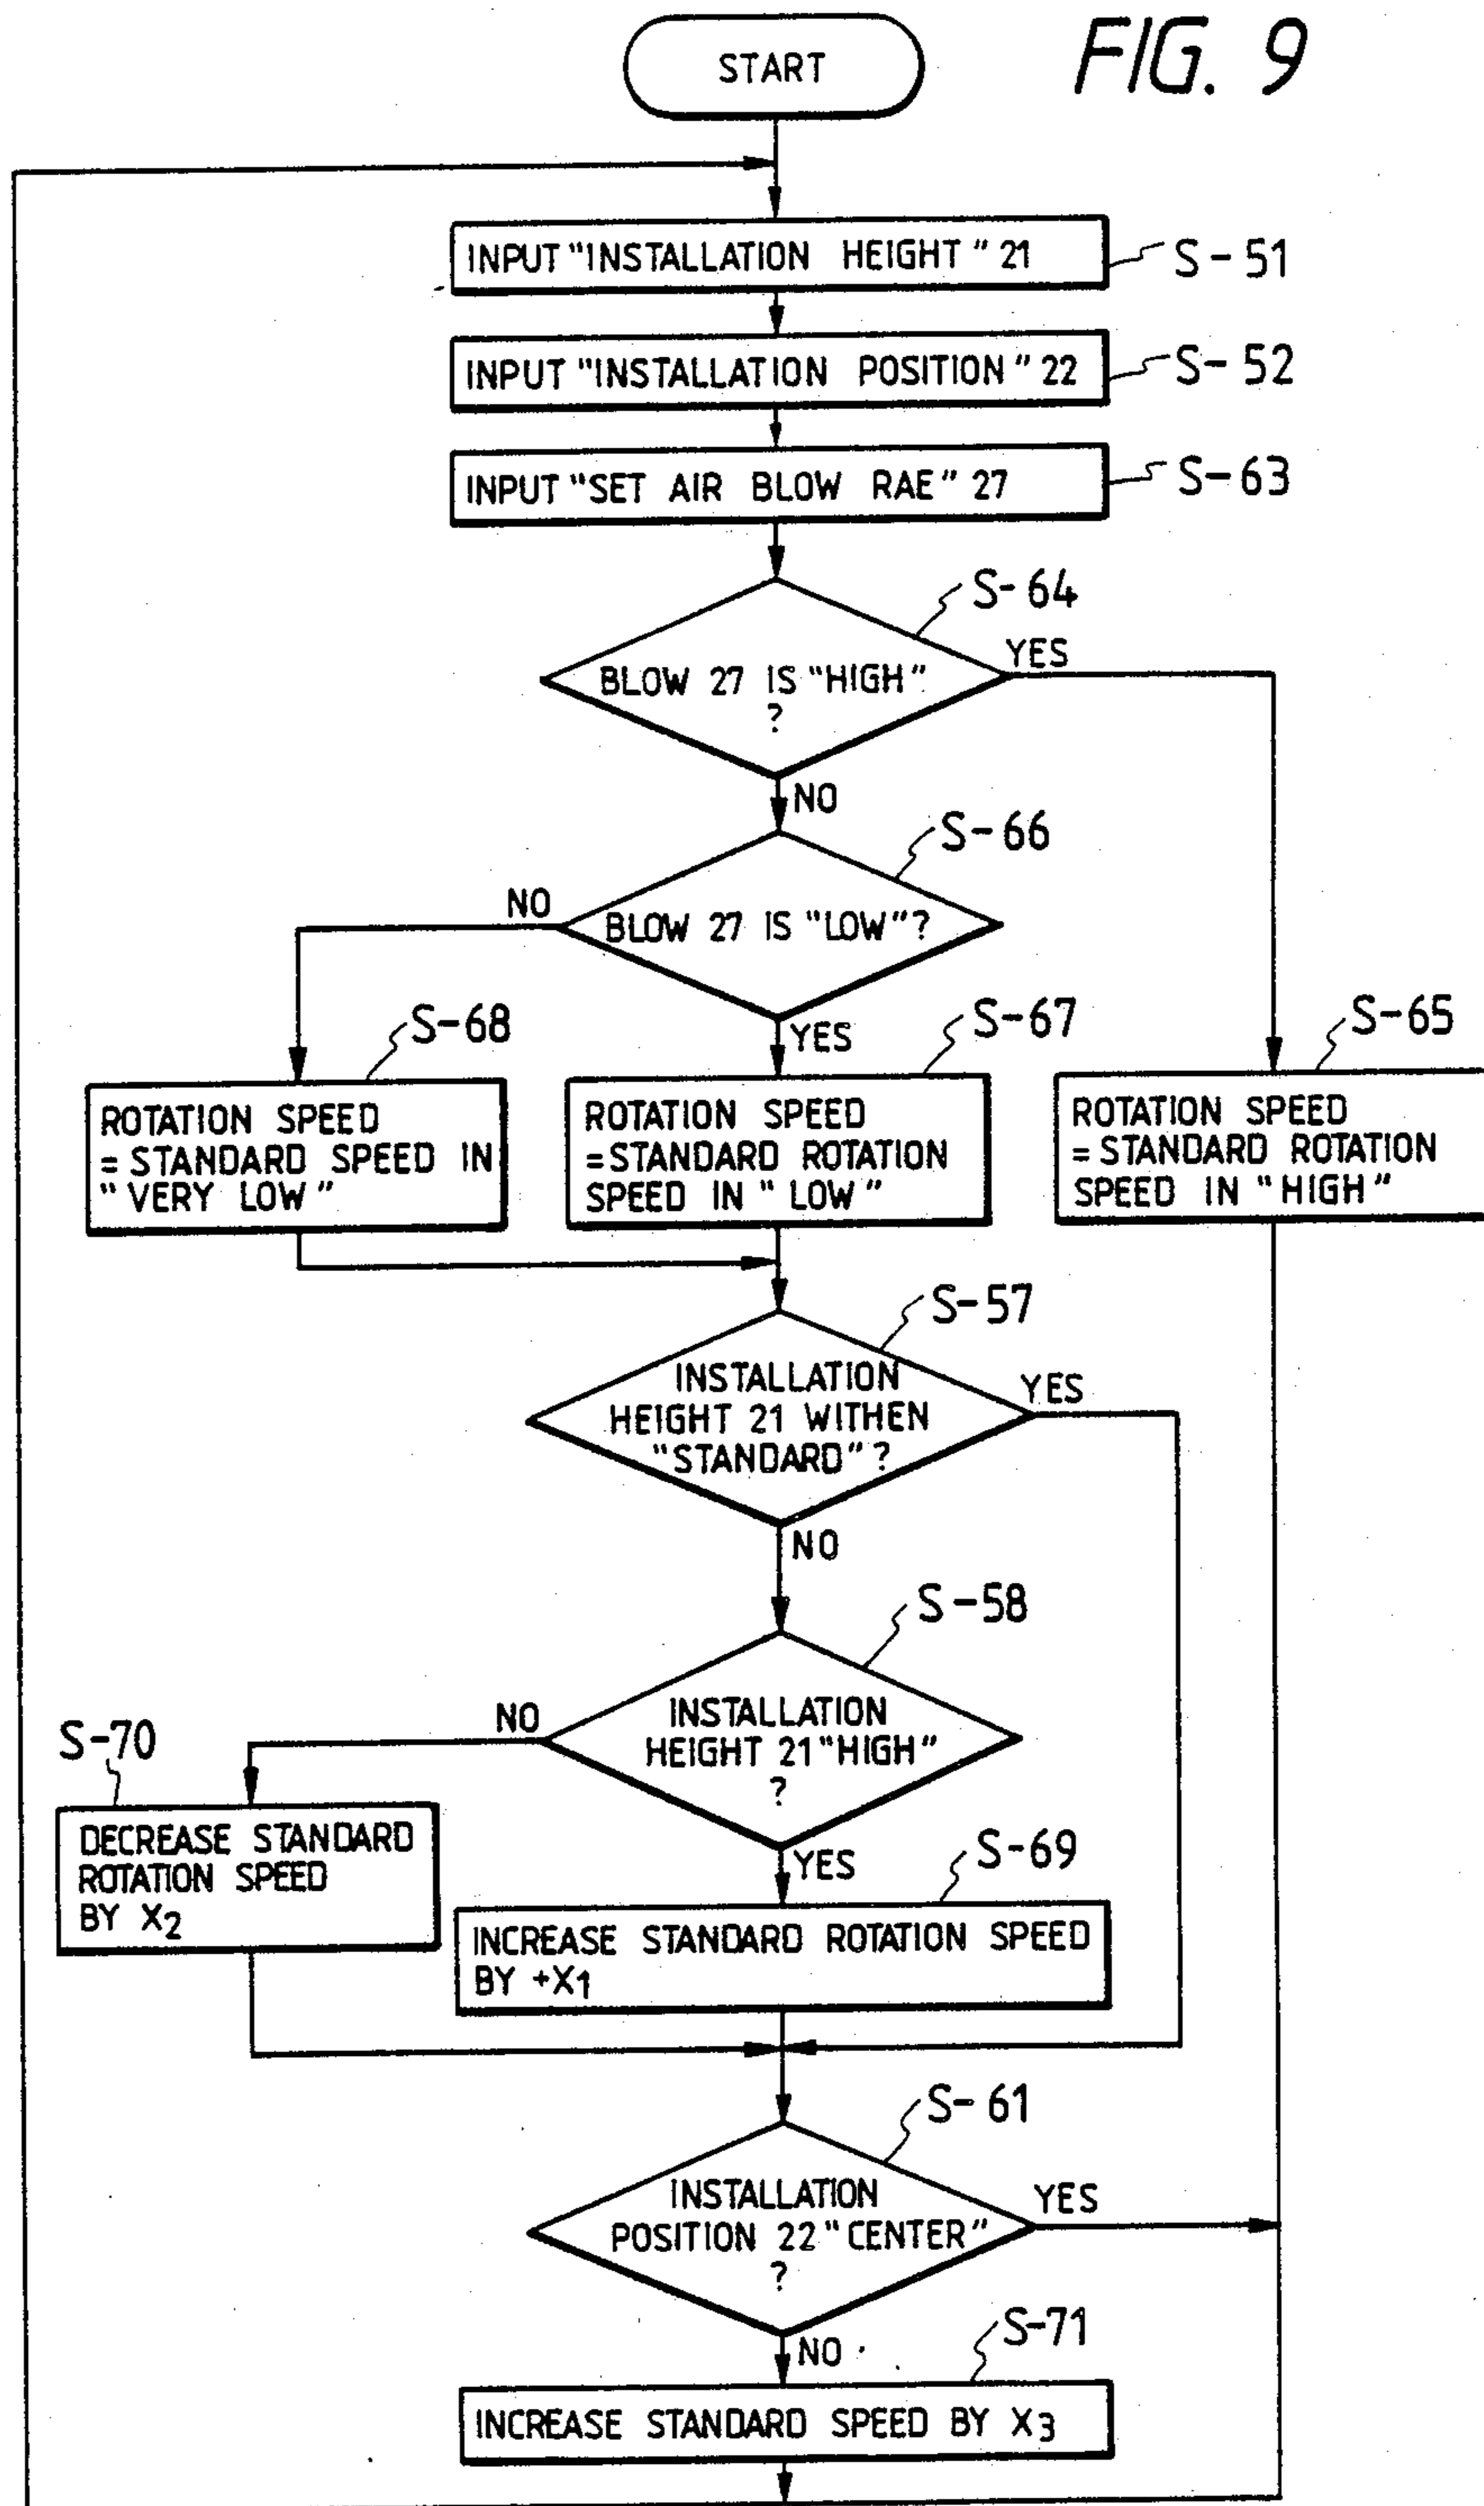 FIG. 9
START
INPUT "INSTALLATION HEIGHT" 21
S-51
INPUT "INSTALLATION POSITION" 22
S-52
INPUT "SET AIR BLOW RAE" 27
S-63
S-64
BLOW 27 IS "HIGH"
?
YES
NO
S-66
BLOW 27 IS "LOW"?
NO
YES
S-68
ROTATION SPEED
=STANDARD SPEED IN
"VERY LOW"
S-67
ROTATION SPEED
=STANDARD ROTATION
SPEED IN "LOW"
S-65
ROTATION SPEED
=STANDARD ROTATION
SPEED IN "HIGH"
S-57
INSTALLATION
HEIGHT 21 WITHEN
"STANDARD"?
YES
NO
S-58
INSTALLATION
HEIGHT 21 "HIGH"
?
NO
YES
S-70
DECREASE STANDARD
ROTATION SPEED
BY X2
S-69
INCREASE STANDARD ROTATION SPEED
BY +X1
S-61
INSTALLATION
POSITION 22 "CENTER"
?
YES
NO
S-71
INCREASE STANDARD SPEED BY X3